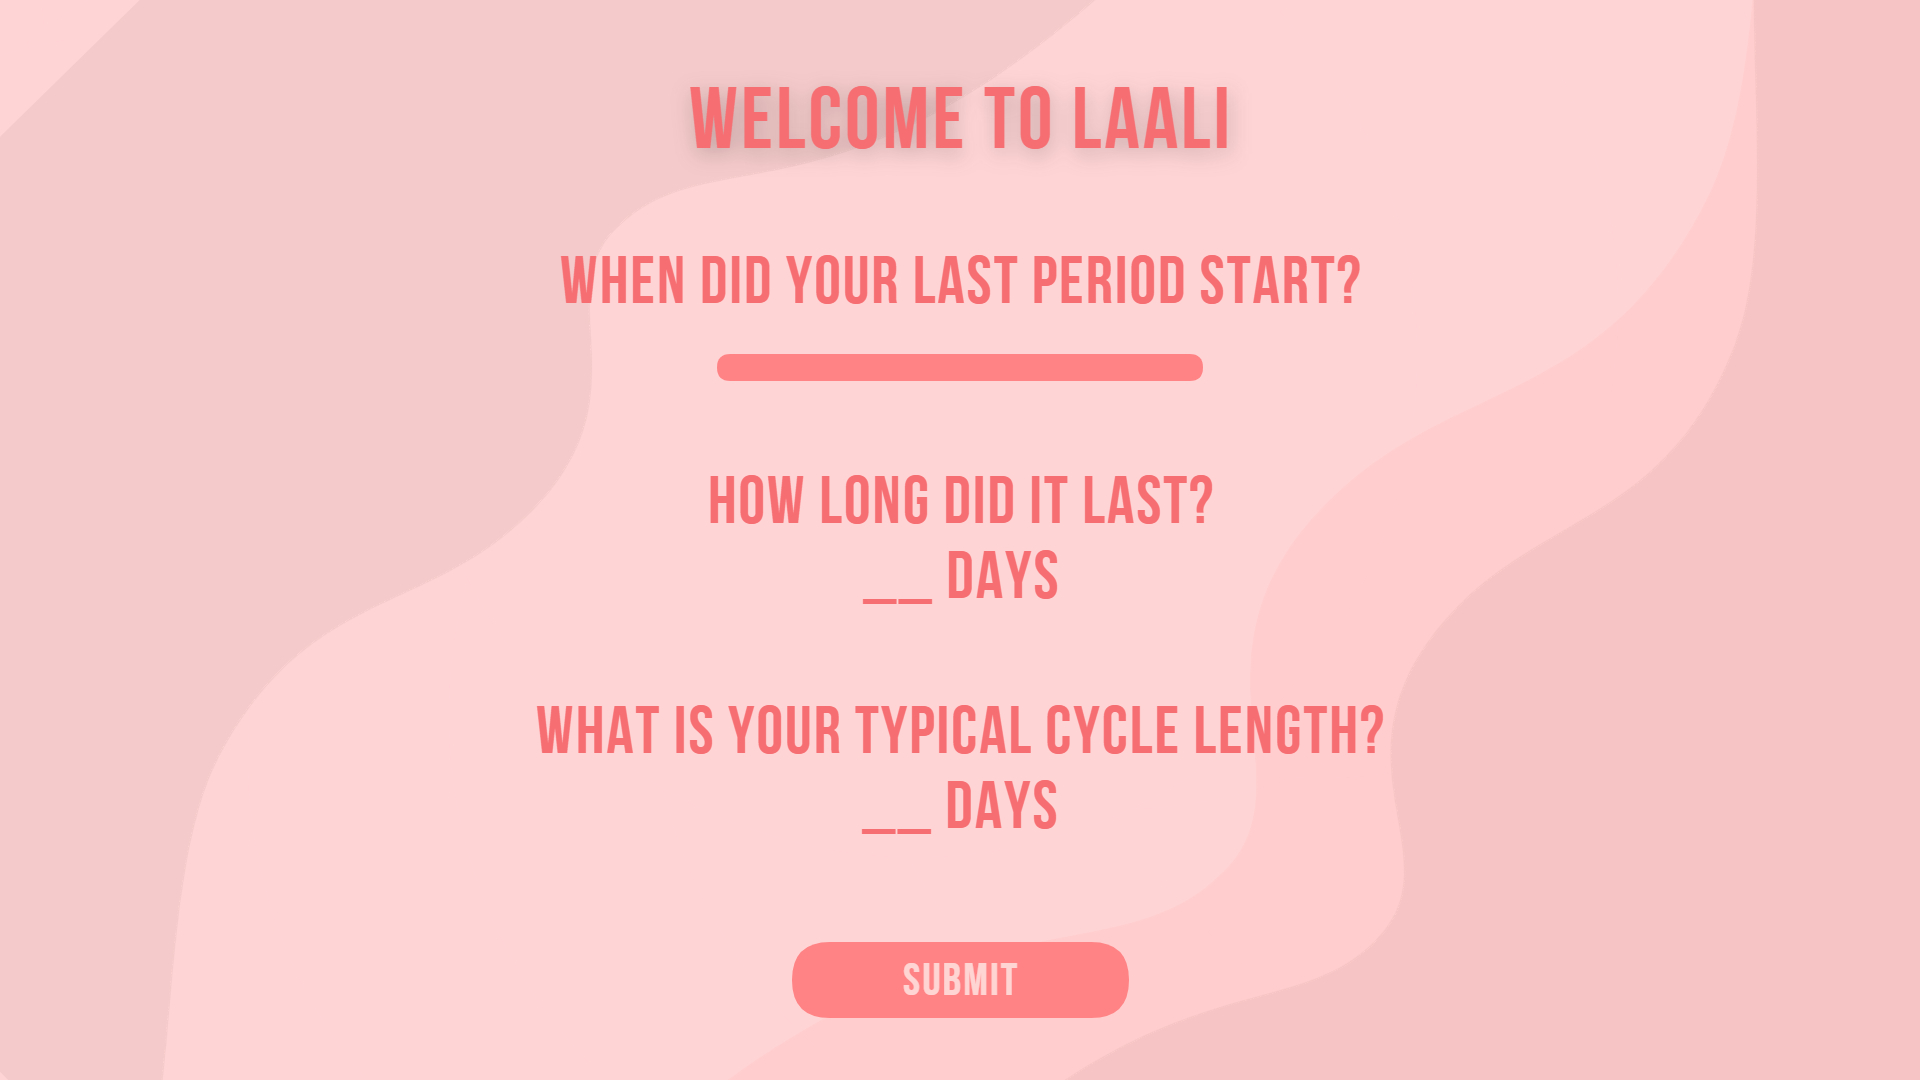 WELCOME TO LAALI
WHEN DID YOUR LAST PERIOD START?
HOW LONG DID IT LAST?
__ DAYS
WHAT IS YOUR TYPICAL CYCLE LENGTH?
__ DAYS
SUBMIT